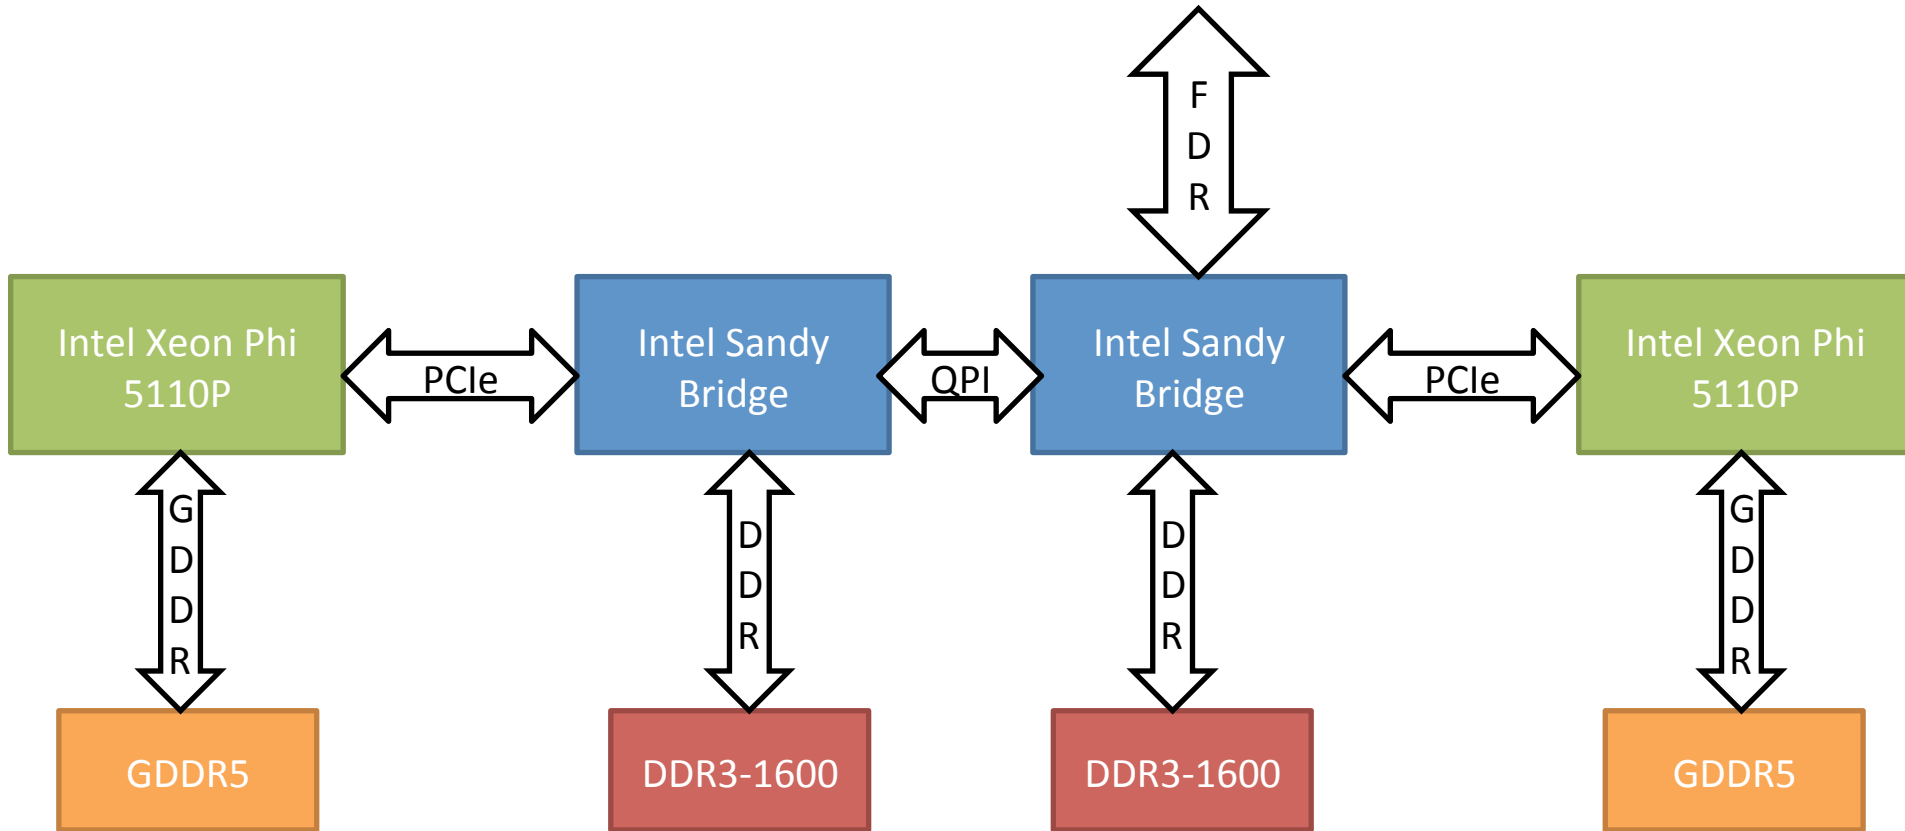 F
D
R
Intel Xeon Phi
5110P
PCIe
Intel Sandy
Bridge
QPI
Intel Sandy
Bridge
PCIe
Intel Xeon Phi
5110P
G
D
D
R
D
D
R
D
D
R
G
D
D
R
GDDR5
DDR3-1600
DDR3-1600
GDDR5